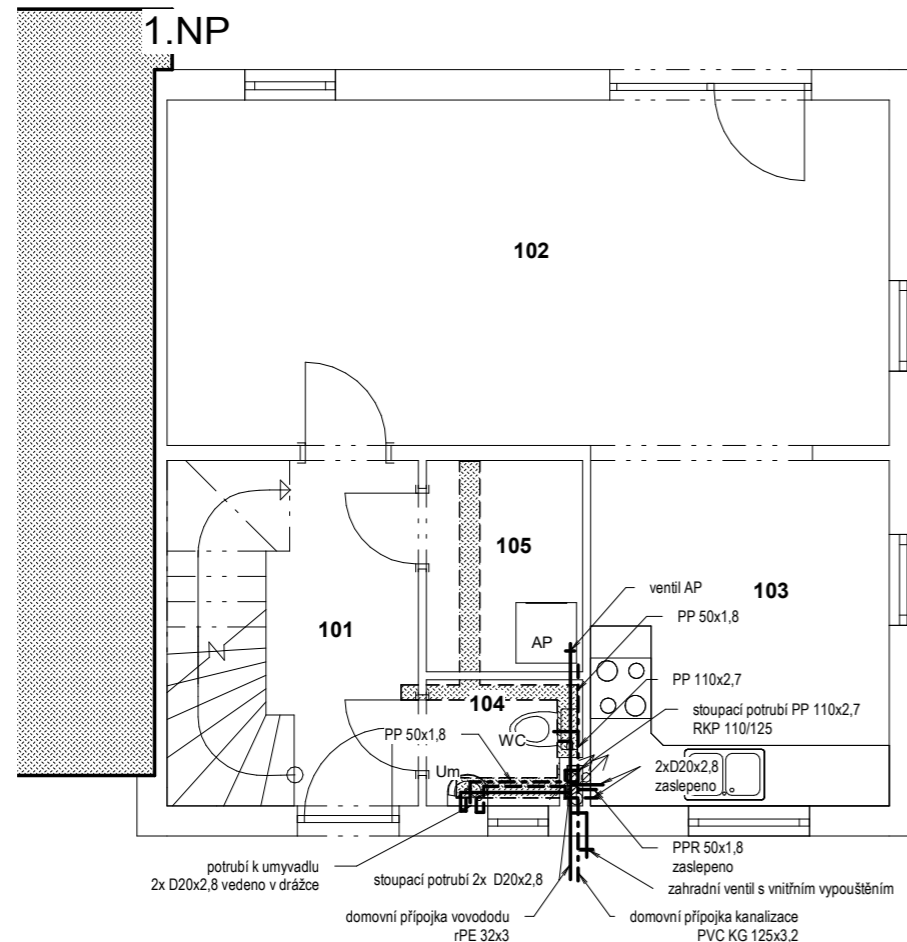 1.NP
102
105
103
101
ventil AP
PP 50x1,8
AP
PP 110x2,7
104
stoupací potrubí PP 110x2,7
RKP 110/125
PP 50x1,8
WC
Um
2xD20x2,8
zaslepeno
PPR 50x1,8
zaslepeno
potrubí k umyvadlu
2x D20x2,8 vedeno v drážce
stoupací potrubí 2x D20x2,8
zahradní ventil s vnitřním vypouštěním
domovní přípojka vovododu
rPE 32x3
domovní přípojka kanalizace
PVC KG 125x3,2